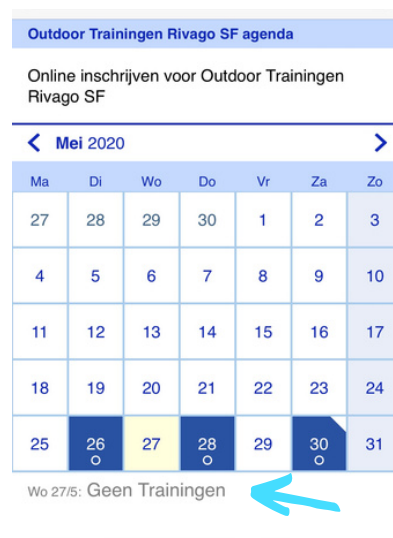 Outdoor Trainingen Rivago SF agenda
Online inschrijven voor Outdoor Trainingen
Rivago SF
Mei 2020
Ma Di Wo Do Vr Za Zo
27 28 29 30 1 2 3
4 5 6 7 8 9 10
11 12 13 14 15 16 17
18 19 20 21 22 23 24
25 26 27 28 29 30 31
Wo 27/5: Geen Trainingen